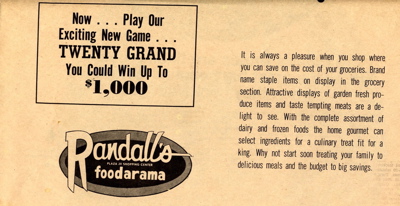 Now . . . Play Our
Exciting New Game . . .
TWENTY GRAND
You Could Win Up To
$1,000
Randall's
PLAZA 20 SHOPPING CENTER
foodarama
It is always a pleasure when you shop where
you can save on the cost of your groceries. Brand
name staple items on display in the grocery
section. Attractive displays of garden fresh pro-
duce items and taste tempting meats are a de-
light to see. With the complete assortment of
dairy and frozen foods the home gourmet can
select ingredients for a culinary treat fit for a
king. Why not start soon treating your family to
delicious meals and the budget to big savings.